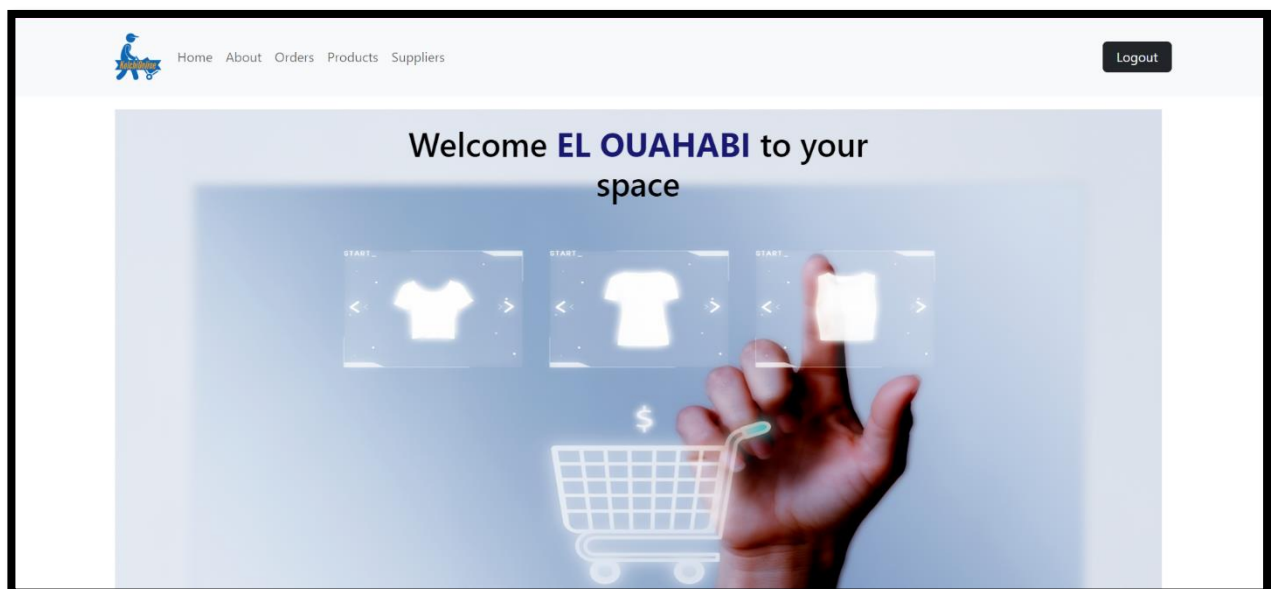 Home About Orders Products Suppliers
Logout
Welcome EL OUAHABI to your
space
START_ START_ START_
$